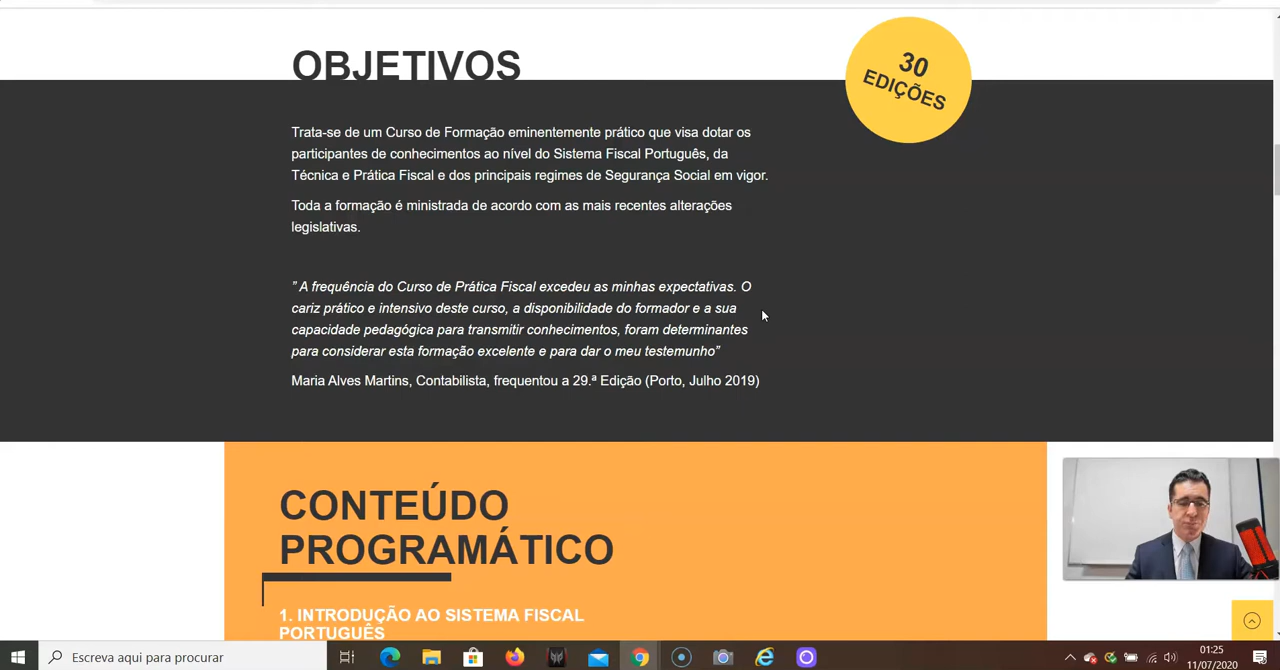 OBJETIVOS
30
EDIÇÕES
Trata-se de um Curso de Formação eminentemente prático que visa dotar os
participantes de conhecimentos ao nível do Sistema Fiscal Português, da
Técnica e Prática Fiscal e dos principais regimes de Segurança Social em vigor.
Toda a formação é ministrada de acordo com as mais recentes alterações
legislativas.
” A frequência do Curso de Prática Fiscal excedeu as minhas expectativas. O
cariz prático e intensivo deste curso, a disponibilidade do formador e a sua
capacidade pedagógica para transmitir conhecimentos, foram determinantes
para considerar esta formação excelente e para dar o meu testemunho”
Maria Alves Martins, Contabilista, frequentou a 29.ª Edição (Porto, Julho 2019)
CONTEÚDO
PROGRAMÁTICO
1. INTRODUÇÃO AO SISTEMA FISCAL
PORTUGUÊS
Escreva aqui para procurar
01:25
11/07/2020